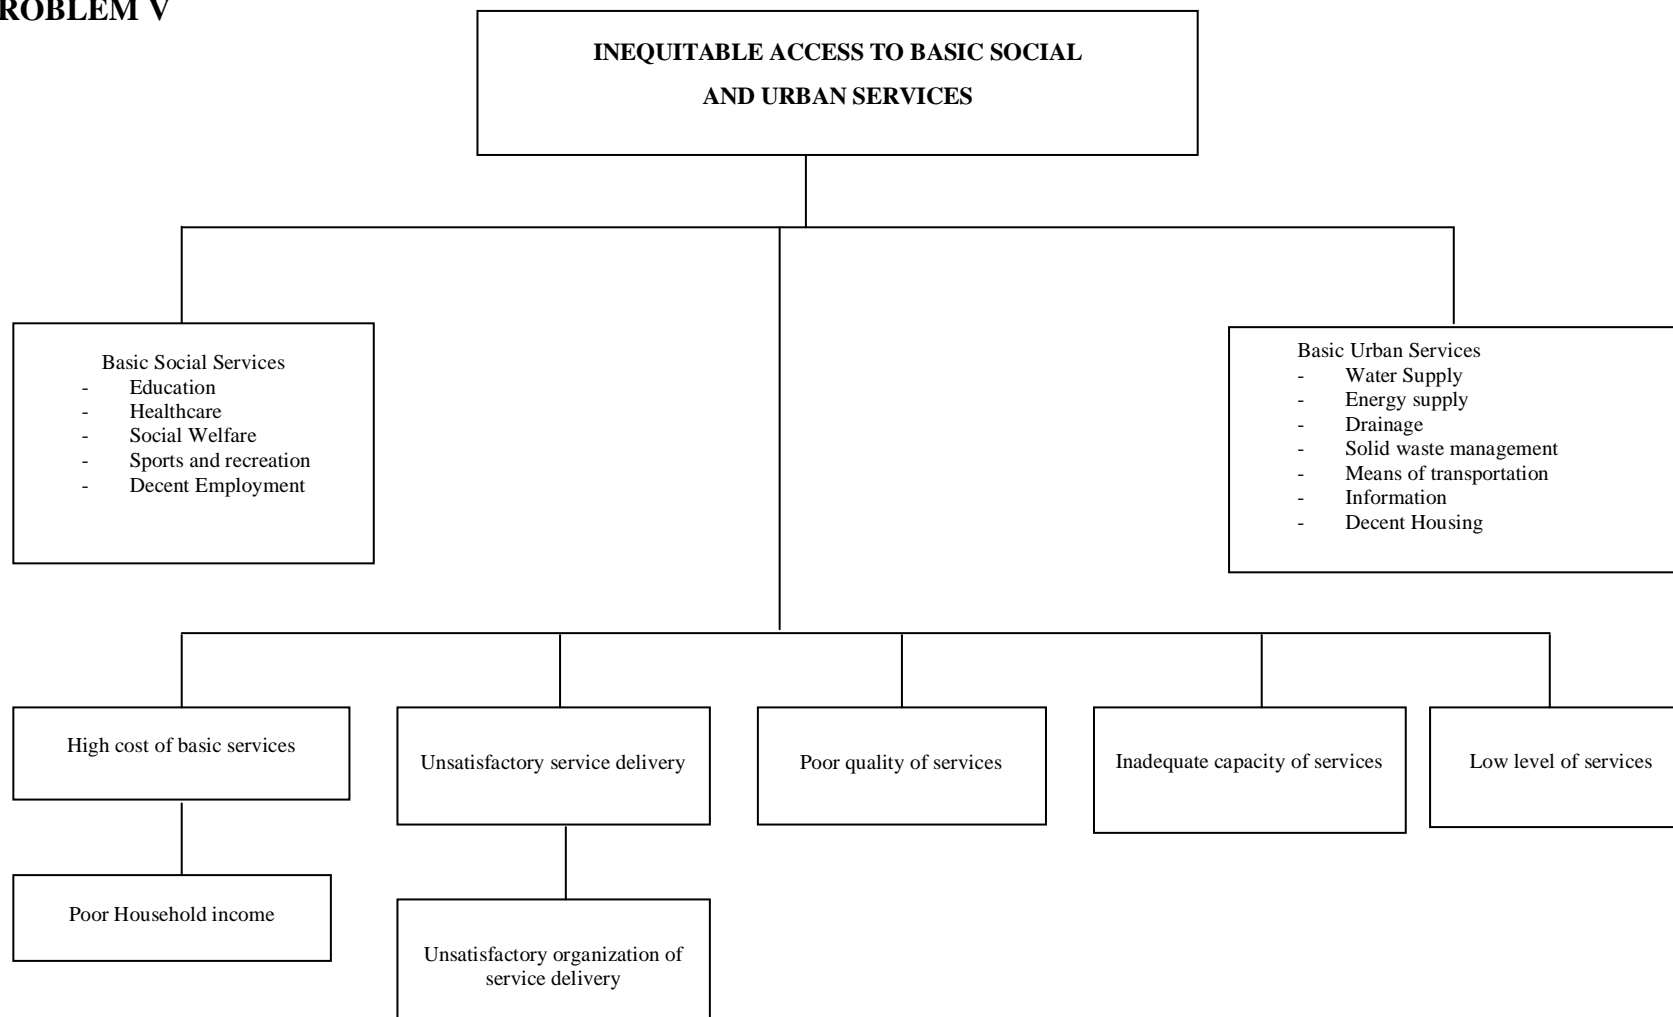 ROBLEM V
INEQUITABLE ACCESS TO BASIC SOCIAL
AND URBAN SERVICES
Basic Social Services
- Education
- Healthcare
- Social Welfare
- Sports and recreation
- Decent Employment
Basic Urban Services
- Water Supply
- Energy supply
- Drainage
- Solid waste management
- Means of transportation
- Information
- Decent Housing
High cost of basic services
Unsatisfactory service delivery
Poor quality of services
Inadequate capacity of services
Low level of services
Poor Household income
Unsatisfactory organization of
service delivery